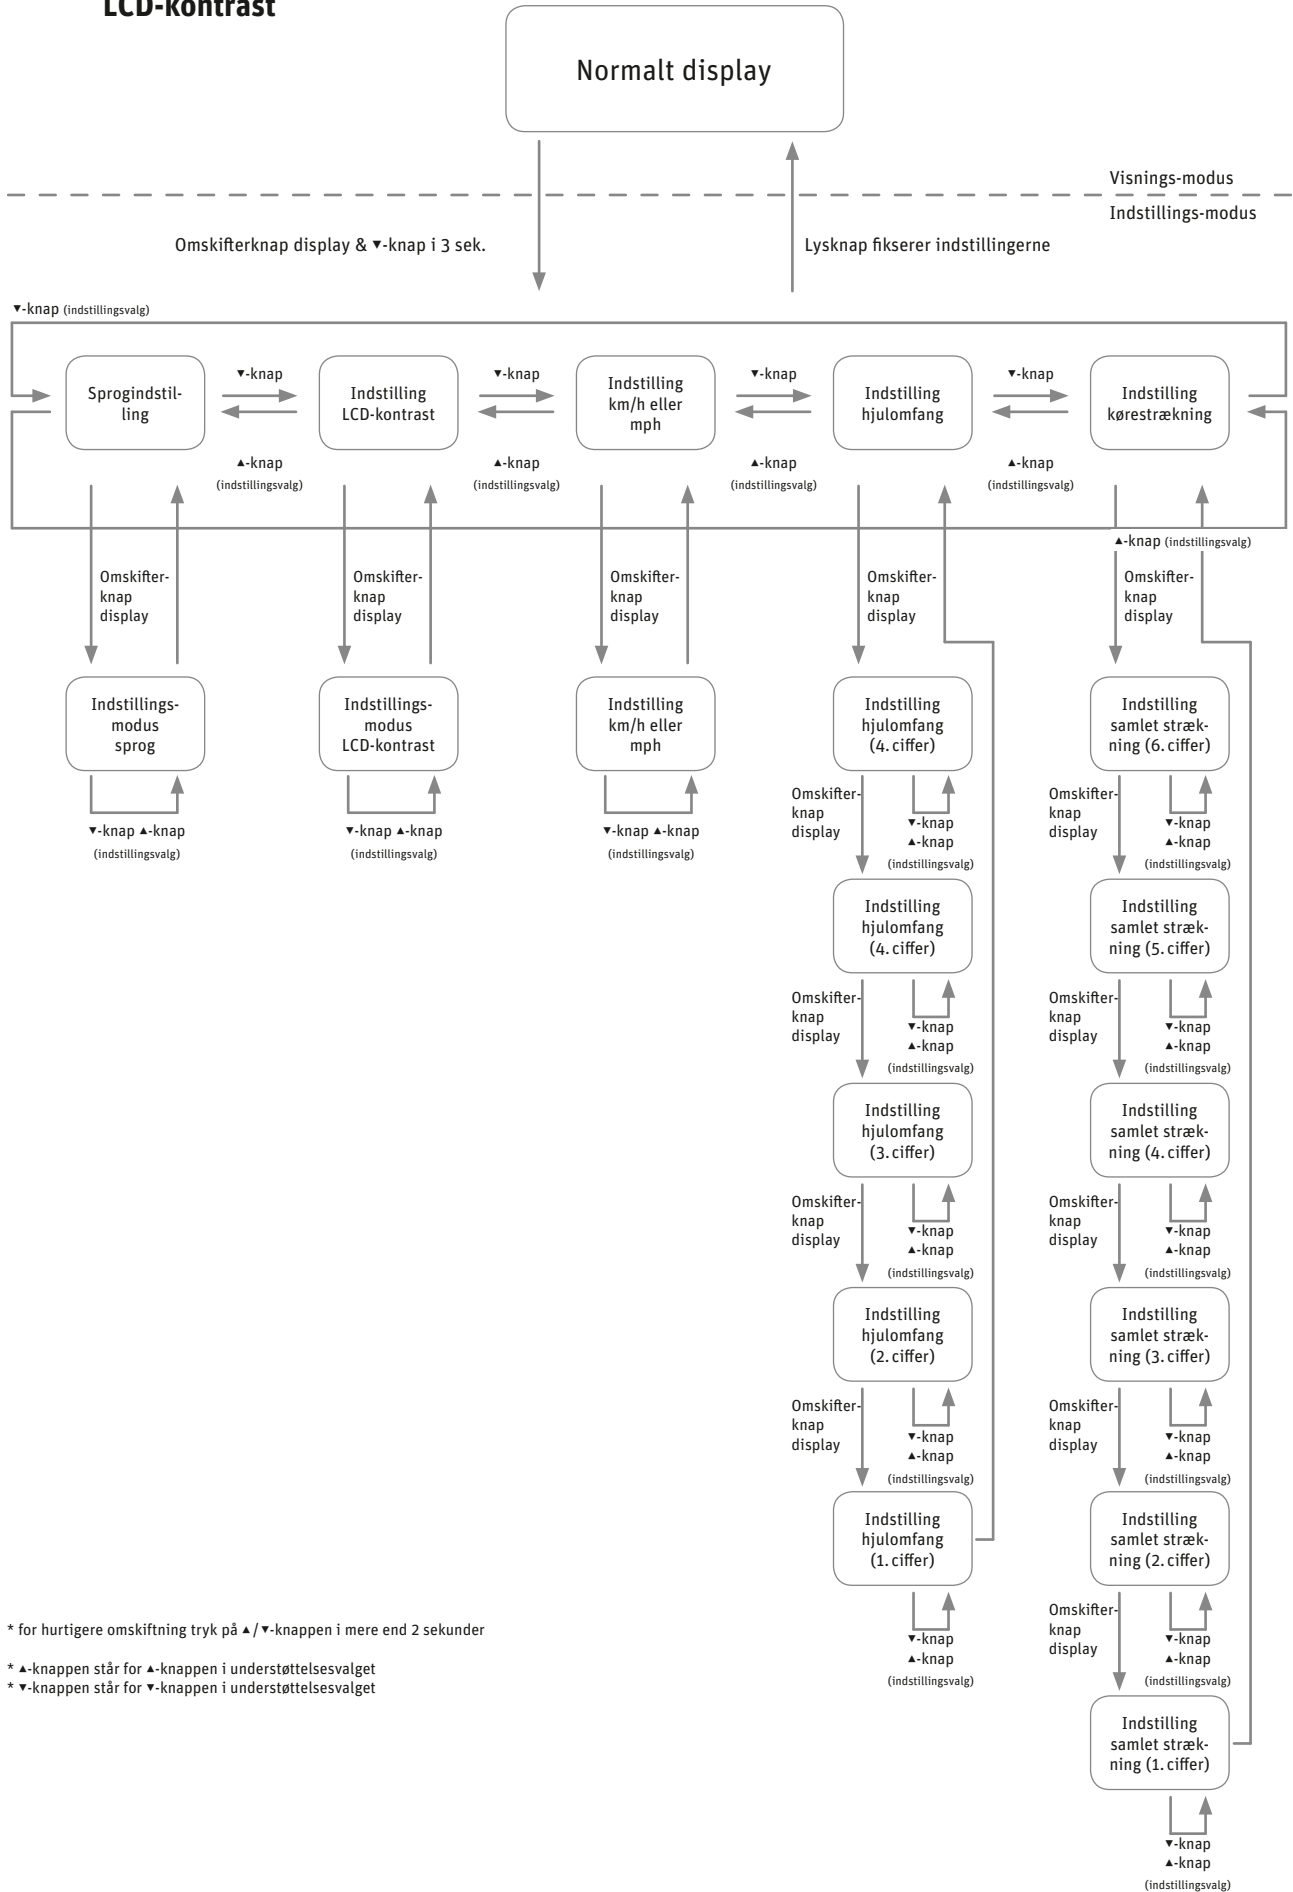 LCD-kontrast
Normalt display
Visnings-modus
Indstillings-modus
Omskifterknap display & ▼-knap i 3 sek.
Lysknap fikserer indstillingerne
▼-knap (indstillingsvalg)
Sprogindstil-
ling
▼-knap
▲-knap
(indstillingsvalg)
Indstilling
LCD-kontrast
▼-knap
▲-knap
(indstillingsvalg)
Indstilling
km/h eller
mph
▼-knap
▲-knap
(indstillingsvalg)
Indstilling
hjulomfang
▼-knap
▲-knap
(indstillingsvalg)
Indstilling
kørestrækning
▲-knap (indstillingsvalg)
Omskifter-
knap
display
Omskifter-
knap
display
Omskifter-
knap
display
Omskifter-
knap
display
Omskifter-
knap
display
Indstillings-
modus
sprog
▼-knap ▲-knap
(indstillingsvalg)
Indstillings-
modus
LCD-kontrast
▼-knap ▲-knap
(indstillingsvalg)
Indstilling
km/h eller
mph
▼-knap ▲-knap
(indstillingsvalg)
Indstilling
hjulomfang
(4. ciffer)
Omskifter-
knap
display
▼-knap
▲-knap
(indstillingsvalg)
Indstilling
hjulomfang
(4. ciffer)
Omskifter-
knap
display
▼-knap
▲-knap
(indstillingsvalg)
Indstilling
hjulomfang
(3. ciffer)
Omskifter-
knap
display
▼-knap
▲-knap
(indstillingsvalg)
Indstilling
hjulomfang
(2. ciffer)
Omskifter-
knap
display
▼-knap
▲-knap
(indstillingsvalg)
Indstilling
hjulomfang
(1. ciffer)
▼-knap
▲-knap
(indstillingsvalg)
Indstilling
samlet stræk-
ning (6. ciffer)
Omskifter-
knap
display
▼-knap
▲-knap
(indstillingsvalg)
Indstilling
samlet stræk-
ning (5. ciffer)
Omskifter-
knap
display
▼-knap
▲-knap
(indstillingsvalg)
Indstilling
samlet stræk-
ning (4. ciffer)
Omskifter-
knap
display
▼-knap
▲-knap
(indstillingsvalg)
Indstilling
samlet stræk-
ning (3. ciffer)
Omskifter-
knap
display
▼-knap
▲-knap
(indstillingsvalg)
Indstilling
samlet stræk-
ning (2. ciffer)
Omskifter-
knap
display
▼-knap
▲-knap
(indstillingsvalg)
Indstilling
samlet stræk-
ning (1. ciffer)
▼-knap
▲-knap
(indstillingsvalg)
* for hurtigere omskiftning tryk på ▲/▼-knappen i mere end 2 sekunder
* ▲-knappen står for ▲-knappen i understøttelsesvalget
* ▼-knappen står for ▼-knappen i understøttelsesvalget